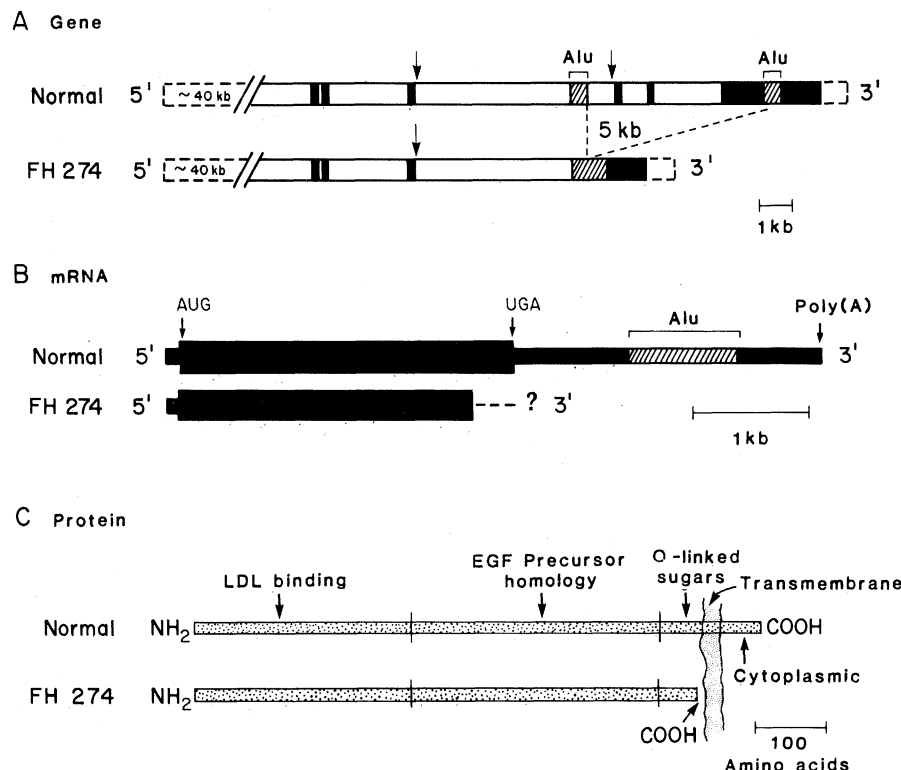 A Gene
Alu Alu
Normal 5' ~ 40 kb 3'
5 kb
FH 274 5' ~ 40 kb 3'
1 kb
B mRNA
AUG UGA Poly(A)
Alu
Normal 5' 3'
FH 274 5' ? 3'
1 kb
C Protein
LDL binding
EGF Precursor
homology
O-linked
sugars
Transmembrane
Normal NH2 COOH
Cytoplasmic
FH 274 NH2
COOH
100
Amino acids